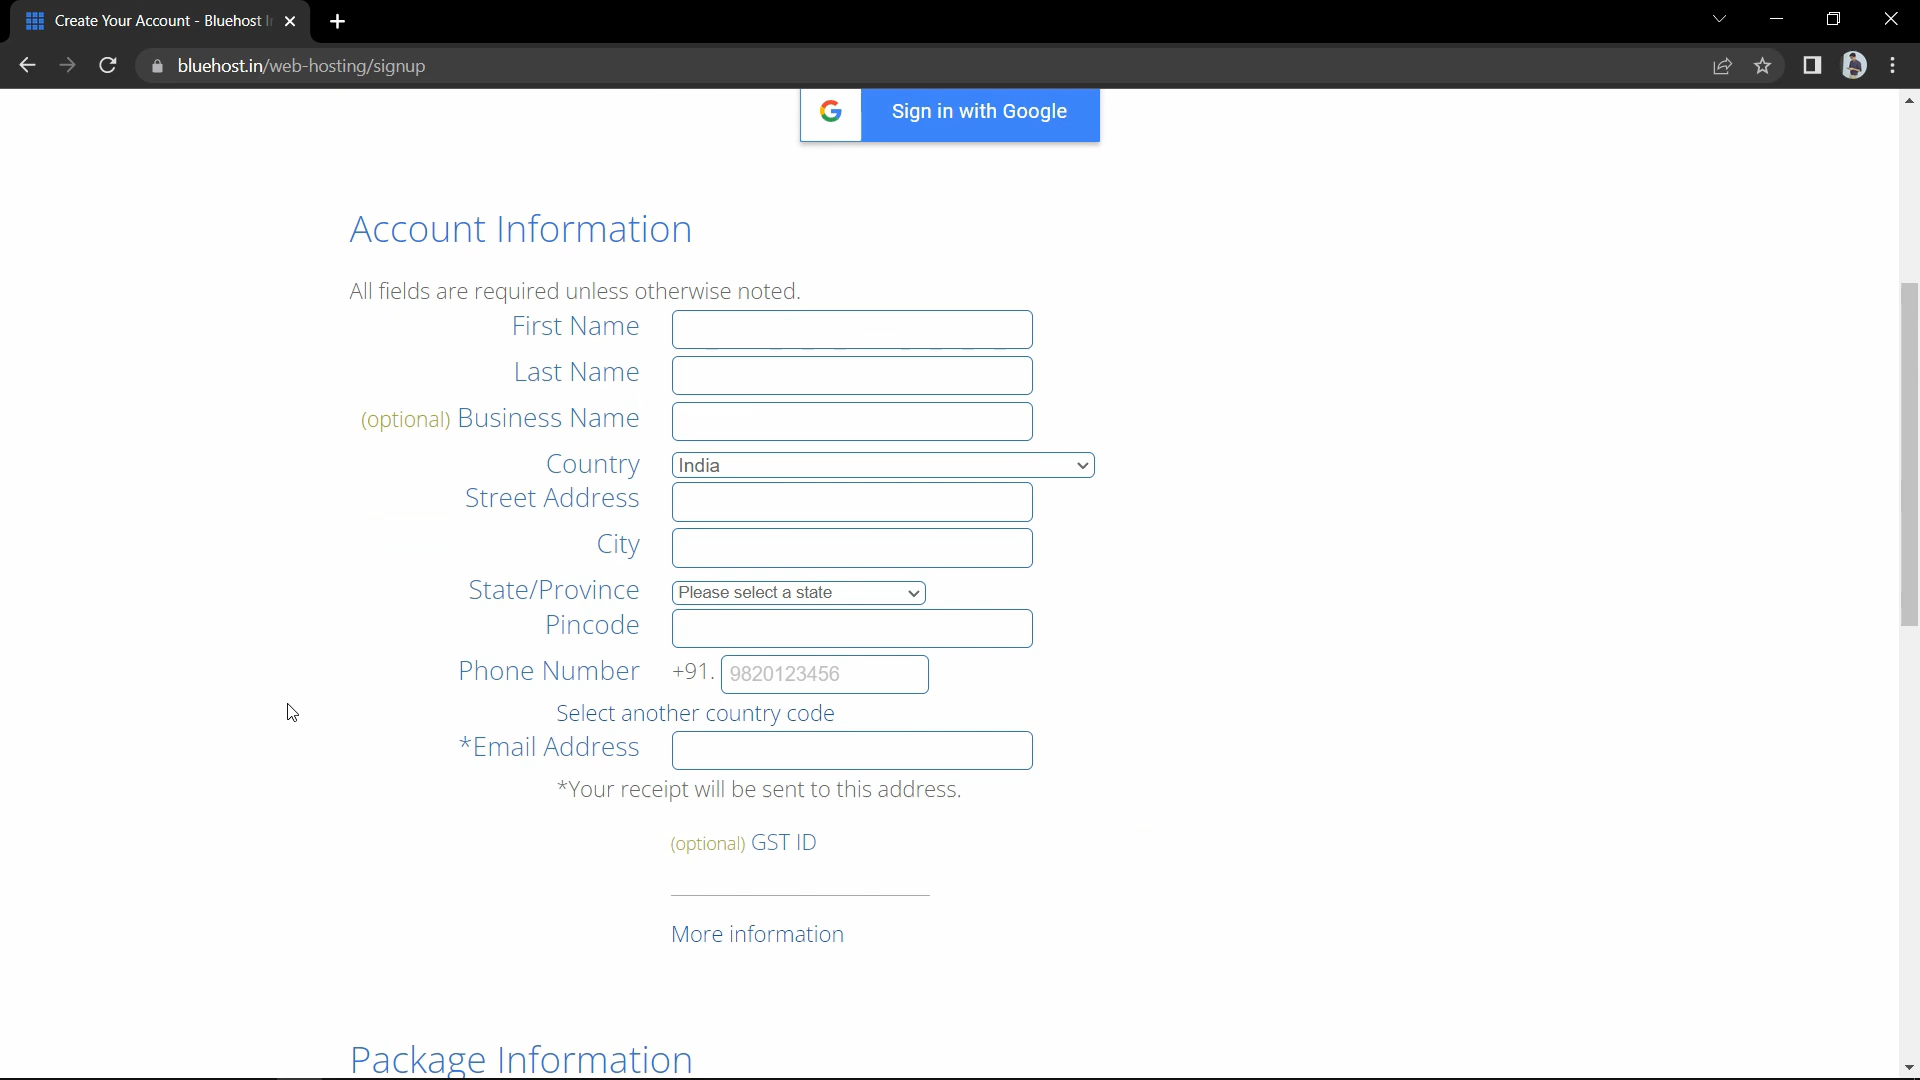 Create Your Account - Bluehost
bluehost.in/web-hosting/signup
Sign in with Google
Account Information
All fields are required unless otherwise noted.
First Name
Last Name
(optional) Business Name
Country India
Street Address
City
State/Province Please select a state
Pincode
Phone Number +91. 9820123456
Select another country code
*Email Address
*Your receipt will be sent to this address.
(optional) GST ID
More information
Package Information